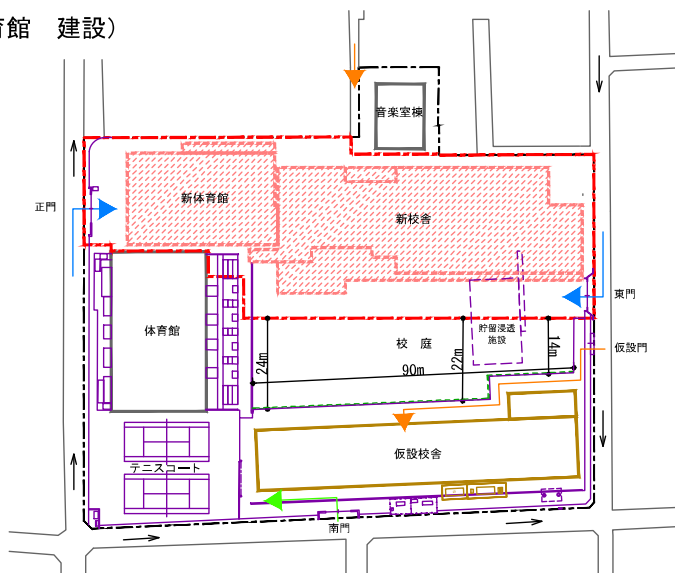 育館　建設）
音楽室棟
正門
新体育館
新校舎
東門
体育館
校　庭
貯留浸透
施設
24m
22m
14m
90m
仮設門
仮設校舎
テニスコート
南門